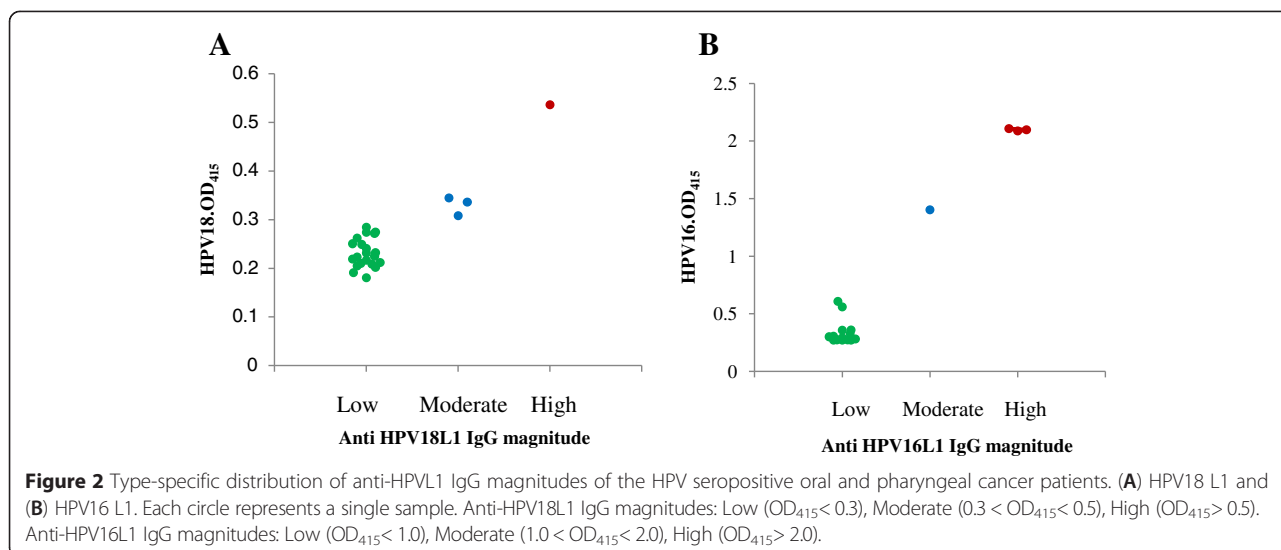 A
0.6
0.5
0.4
0.3
0.2
0.1
0
HPV18.OD415
Low Moderate High
Anti HPV18L1 IgG magnitude
B
2.5
2
1.5
1
0.5
0
HPV16.OD415
Low Moderate High
Anti HPV16L1 IgG magnitude
Figure 2 Type-specific distribution of anti-HPVL1 IgG magnitudes of the HPV seropositive oral and pharyngeal cancer patients. (A) HPV18 L1 and
(B) HPV16 L1. Each circle represents a single sample. Anti-HPV18L1 IgG magnitudes: Low (OD415< 0.3), Moderate (0.3 < OD415< 0.5), High (OD415> 0.5).
Anti-HPV16L1 IgG magnitudes: Low (OD415< 1.0), Moderate (1.0 < OD415< 2.0), High (OD415> 2.0).